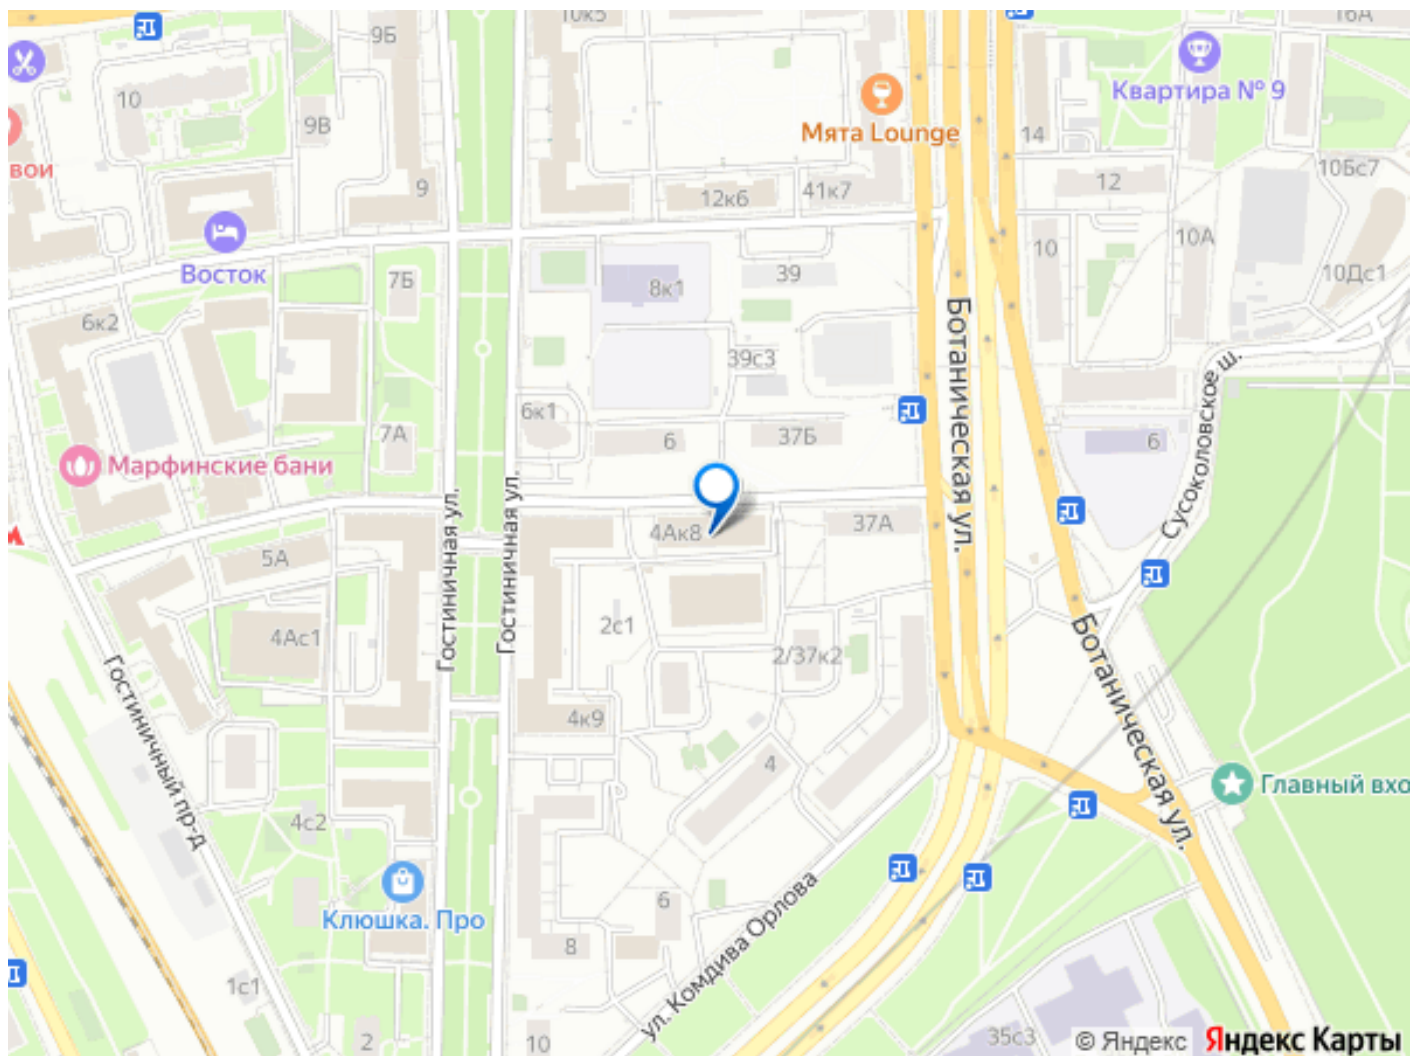 10к5
16А
9Б
Квартира № 9
10
9В
Мята Lounge
14
вои
10Бс7
9
12к6
41к7
12
10А
10
Восток
7Б
8к1
39
10Дс1
6к2
Ботаническая ул.
39с3
Сусоколовское ш.
6к1
7А
6
37Б
6
Марфинские бани
Гостиничная ул.
Гостиничная ул.
4Ак8
37А
5А
2с1
4Ас1
2/37к2
Ботаническая ул.
Гостиничный пр-д
4к9
4
Главный вхо
4с2
Клюшка. Про
6
ул. Комдива Орлова
8
1с1
2
10
35с3
© Яндекс
Яндекс Карты